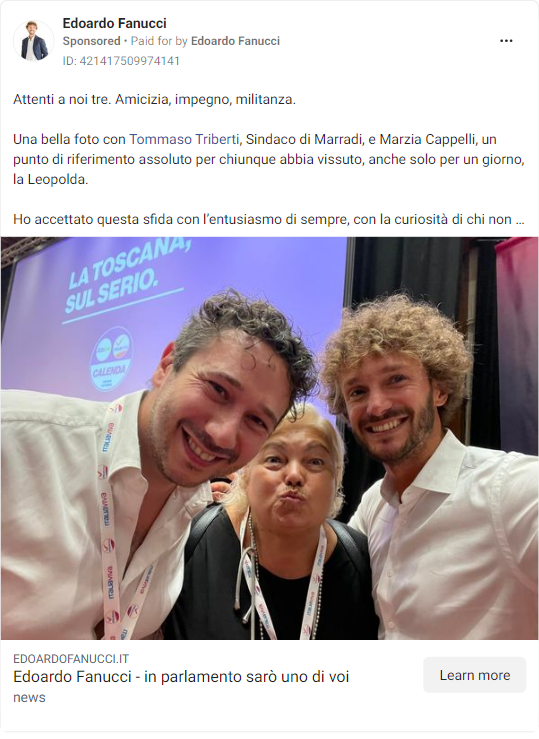 Edoardo Fanucci
Sponsored • Paid for by Edoardo Fanucci
ID: 421417509974141
Attenti a noi tre. Amicizia, impegno, militanza.
Una bella foto con Tommaso Triberti, Sindaco di Marradi, e Marzia Cappelli, un
punto di riferimento assoluto per chiunque abbia vissuto, anche solo per un giorno,
la Leopolda.
Ho accettato questa sfida con l'entusiasmo di sempre, con la curiosità di chi non ...
LA TOSCANA,
SUL SERIO.
CALENDA
ITALIAVIVA
ITALIAVIVA
EDOARDOFANUCCI.IT
Edoardo Fanucci - in parlamento sarò uno di voi
news
Learn more